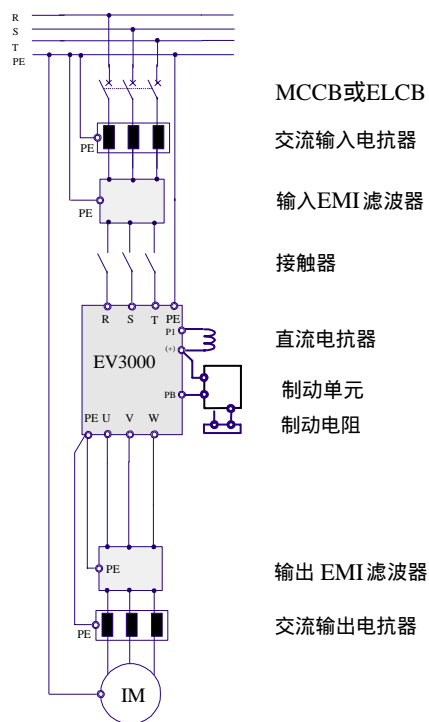 R
S
T
PE
MCCB或ELCB
交流输入电抗器
PE
输入EMI滤波器
PE
接触器
R S T PE
P1
直流电抗器
(+)
EV3000
制动单元
PB
制动电阻
PE U V W
输出 EMI滤波器
PE
交流输出电抗器
PE
IM